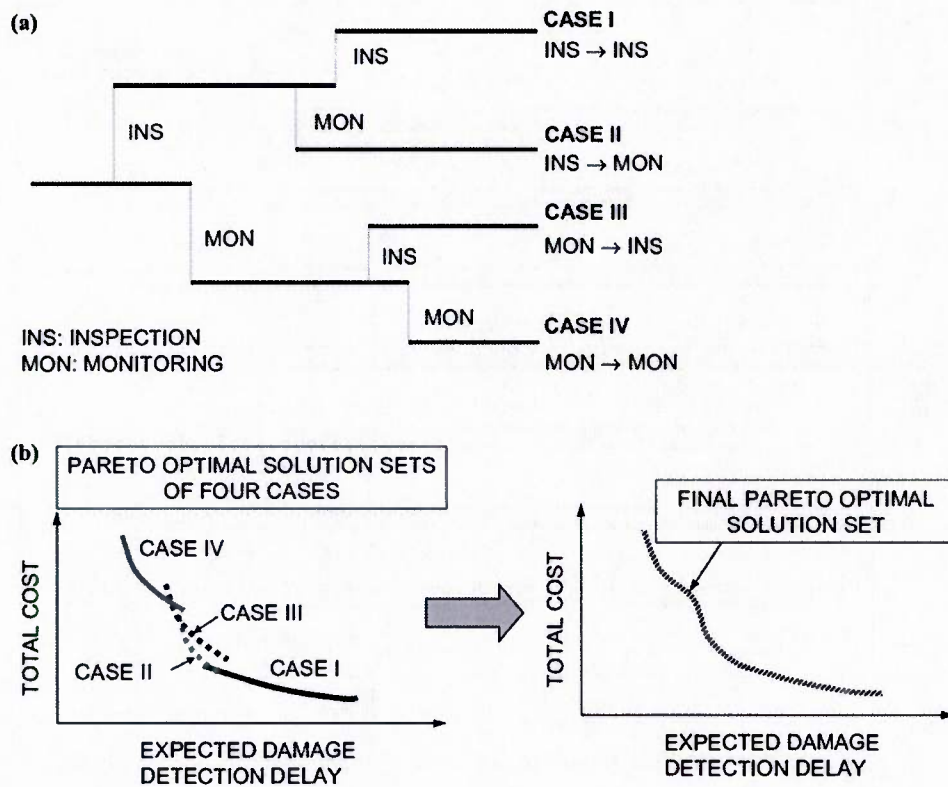 (a)
CASE I
INS → INS
INS
INS
MON
CASE II
INS → MON
CASE III
MON → INS
MON
INS
MON
CASE IV
MON → MON
INS: INSPECTION
MON: MONITORING
(b)
PARETO OPTIMAL SOLUTION SETS
OF FOUR CASES
TOTAL COST
CASE IV
CASE III
CASE II
CASE I
EXPECTED DAMAGE
DETECTION DELAY
FINAL PARETO OPTIMAL
SOLUTION SET
TOTAL COST
EXPECTED DAMAGE
DETECTION DELAY